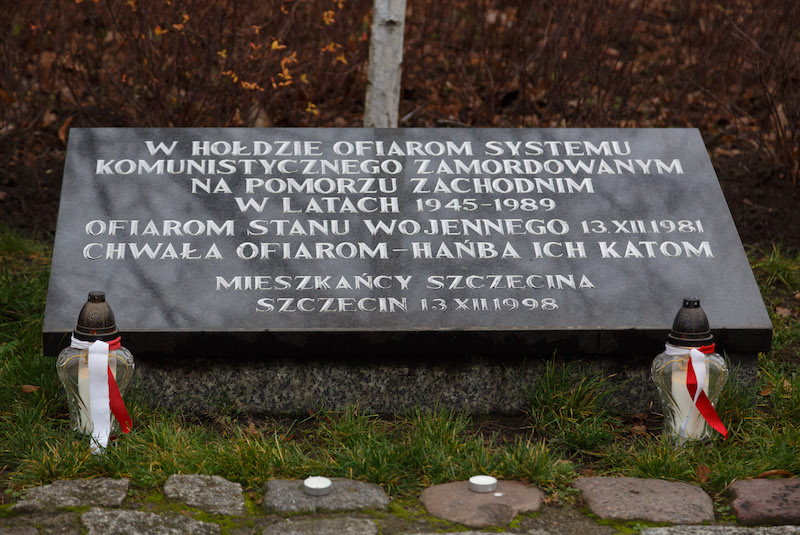 W HOŁDZIE OFIAROM SYSTEMU
KOMUNISTYCZNEGO ZAMORDOWANYM
NA POMORZU ZACHODNIM
W LATACH 1945-1989
OFIAROM STANU WOJENNEGO 13.XII.1981
CHWAŁA OFIAROM-HAŃBA ICH KATOM
MIESZKAŃCY SZCZECINA
SZCZECIN 13.XII.1998